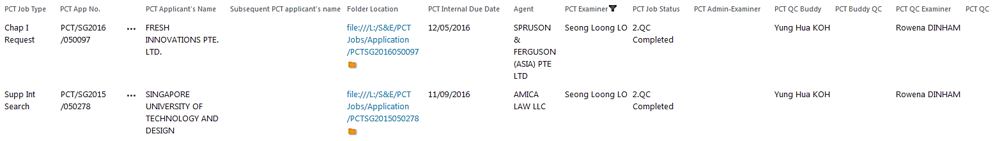 PCT Job Type PCT App No. PCT Applicant's Name Subsequent PCT applicant's name Folder Location PCT Internal Due Date Agent PCT Examiner PCT Job Status PCT Admin-Examiner PCT QC Buddy PCT Buddy QC PCT QC Examiner PCT QC
Chap I PCT/SG2016 ... FRESH file:///L:/S&E/PCT 12/05/2016 SPRUSON Seong Loong LO 2.QC Yung Hua KOH Rowena DINHAM
Request /050097 INNOVATIONS PTE. Jobs/Application & Completed
LTD. /PCTSG2016050097 FERGUSON
(ASIA) PTE
LTD
Supp Int PCT/SG2015 ... SINGAPORE file:///L:/S&E/PCT 11/09/2016 AMICA Seong Loong LO 2.QC Yung Hua KOH Rowena DINHAM
Search /050278 UNIVERSITY OF Jobs/Application LAW LLC Completed
TECHNOLOGY AND /PCTSG2015050278
DESIGN